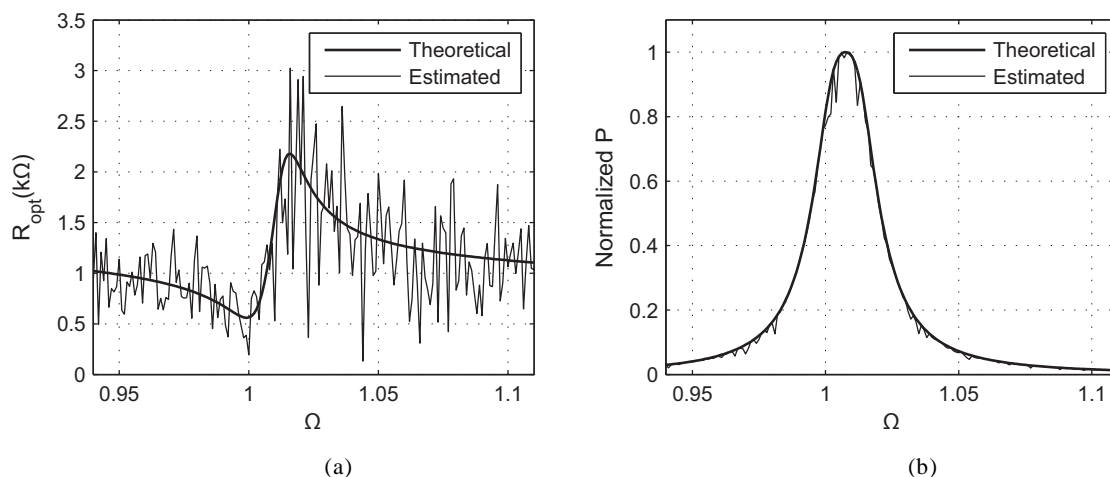 3.5
3
2.5
2
1.5
1
0.5
0
R_opt(kΩ)
Theoretical
Estimated
0.95
1
1.05
1.1
Ω
(a)
1
0.8
0.6
0.4
0.2
0
Normalized P
Theoretical
Estimated
0.95
1
1.05
1.1
Ω
(b)